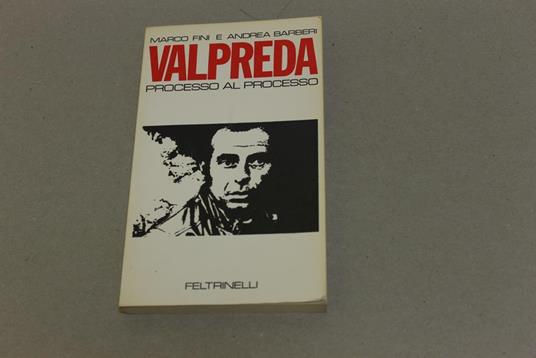 MARCO FINI E ANDREA BARBERI
VALPREDA
PROCESSO AL PROCESSO
FELTRINELLI